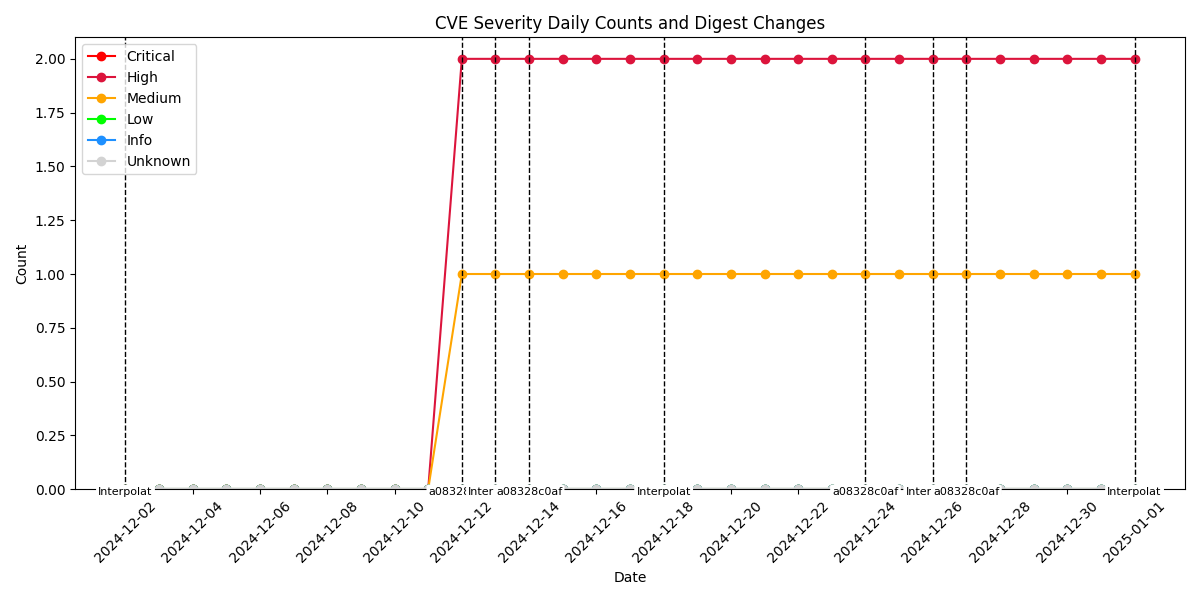 CVE Severity Daily Counts and Digest Changes
Critical
High
Medium
Low
Info
Unknown
Count
2.00
1.75
1.50
1.25
1.00
0.75
0.50
0.25
0.00
Interpolat
a08328
Inter
a08328c0af
Interpolat
a08328c0af
Inter
a08328c0af
Interpolat
2024-12-02
2024-12-04
2024-12-06
2024-12-08
2024-12-10
2024-12-12
2024-12-14
2024-12-16
2024-12-18
2024-12-20
2024-12-22
2024-12-24
2024-12-26
2024-12-28
2024-12-30
2025-01-01
Date